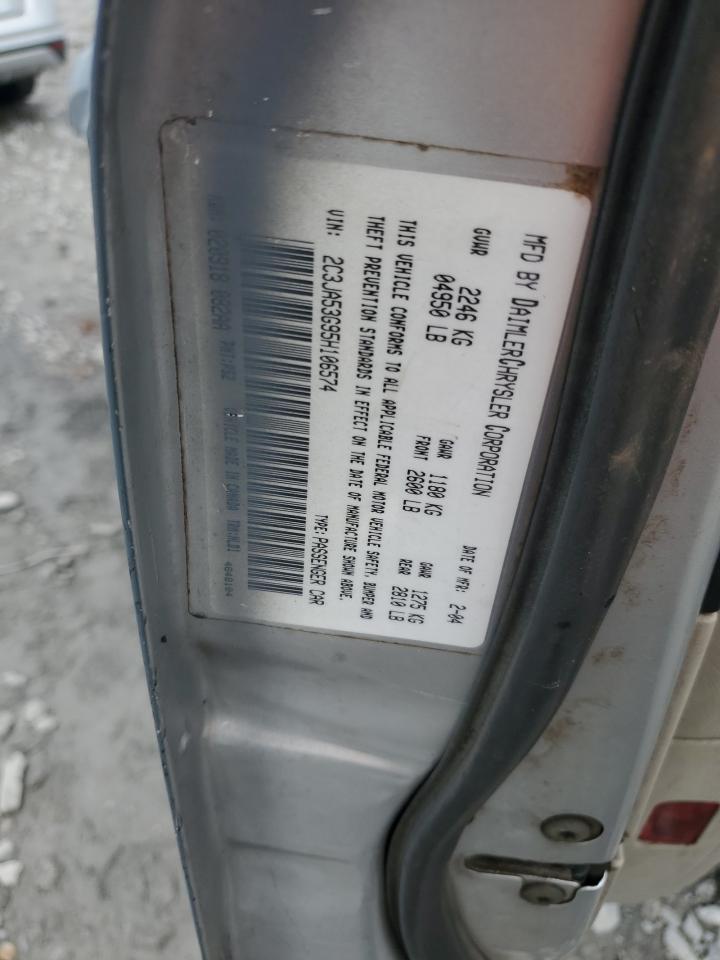 MFD BY DAIMLERCHRYSLER CORPORATION DATE OF MFR: 2-04
GVWR 2246 KG GAWR 1180 KG GAWR 1275 KG
04950 LB FRONT 2600 LB REAR 2810 LB
THIS VEHICLE CONFORMS TO ALL APPLICABLE FEDERAL MOTOR VEHICLE SAFETY, BUMPER AND
THEFT PREVENTION STANDARDS IN EFFECT ON THE DATE OF MANUFACTURE SHOWN ABOVE.
VIN: 2C3JA53G95H106574 TYPE: PASSENGER CAR
VEHICLE MADE IN CANADA 4648104